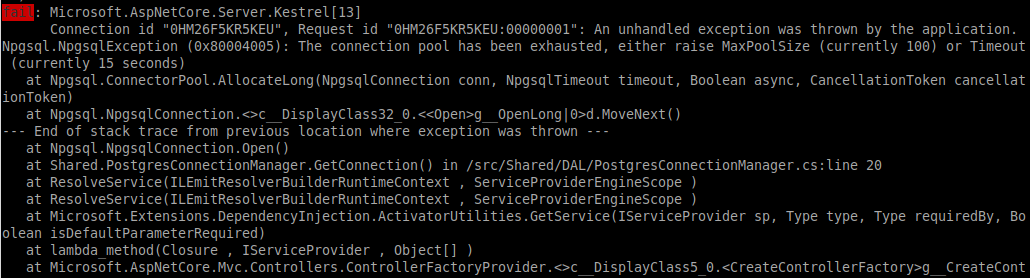 fail: Microsoft.AspNetCore.Server.Kestrel[13]
      Connection id "0HM26F5KR5KEU", Request id "0HM26F5KR5KEU:00000001": An unhandled exception was thrown by the application.
Npgsql.NpgsqlException (0x80004005): The connection pool has been exhausted, either raise MaxPoolSize (currently 100) or Timeout
 (currently 15 seconds)
   at Npgsql.ConnectorPool.AllocateLong(NpgsqlConnection conn, NpgsqlTimeout timeout, Boolean async, CancellationToken cancellat
ionToken)
   at Npgsql.NpgsqlConnection.<>c__DisplayClass32_0.<<Open>g__OpenLong|0>d.MoveNext()
--- End of stack trace from previous location where exception was thrown ---
   at Npgsql.NpgsqlConnection.Open()
   at Shared.PostgresConnectionManager.GetConnection() in /src/Shared/DAL/PostgresConnectionManager.cs:line 20
   at ResolveService(ILEmitResolverBuilderRuntimeContext , ServiceProviderEngineScope )
   at ResolveService(ILEmitResolverBuilderRuntimeContext , ServiceProviderEngineScope )
   at Microsoft.Extensions.DependencyInjection.ActivatorUtilities.GetService(IServiceProvider sp, Type type, Type requiredBy, Bo
olean isDefaultParameterRequired)
   at lambda_method(Closure , IServiceProvider , Object[] )
   at Microsoft.AspNetCore.Mvc.Controllers.ControllerFactoryProvider.<>c__DisplayClass5_0.<CreateControllerFactory>g__CreateCont